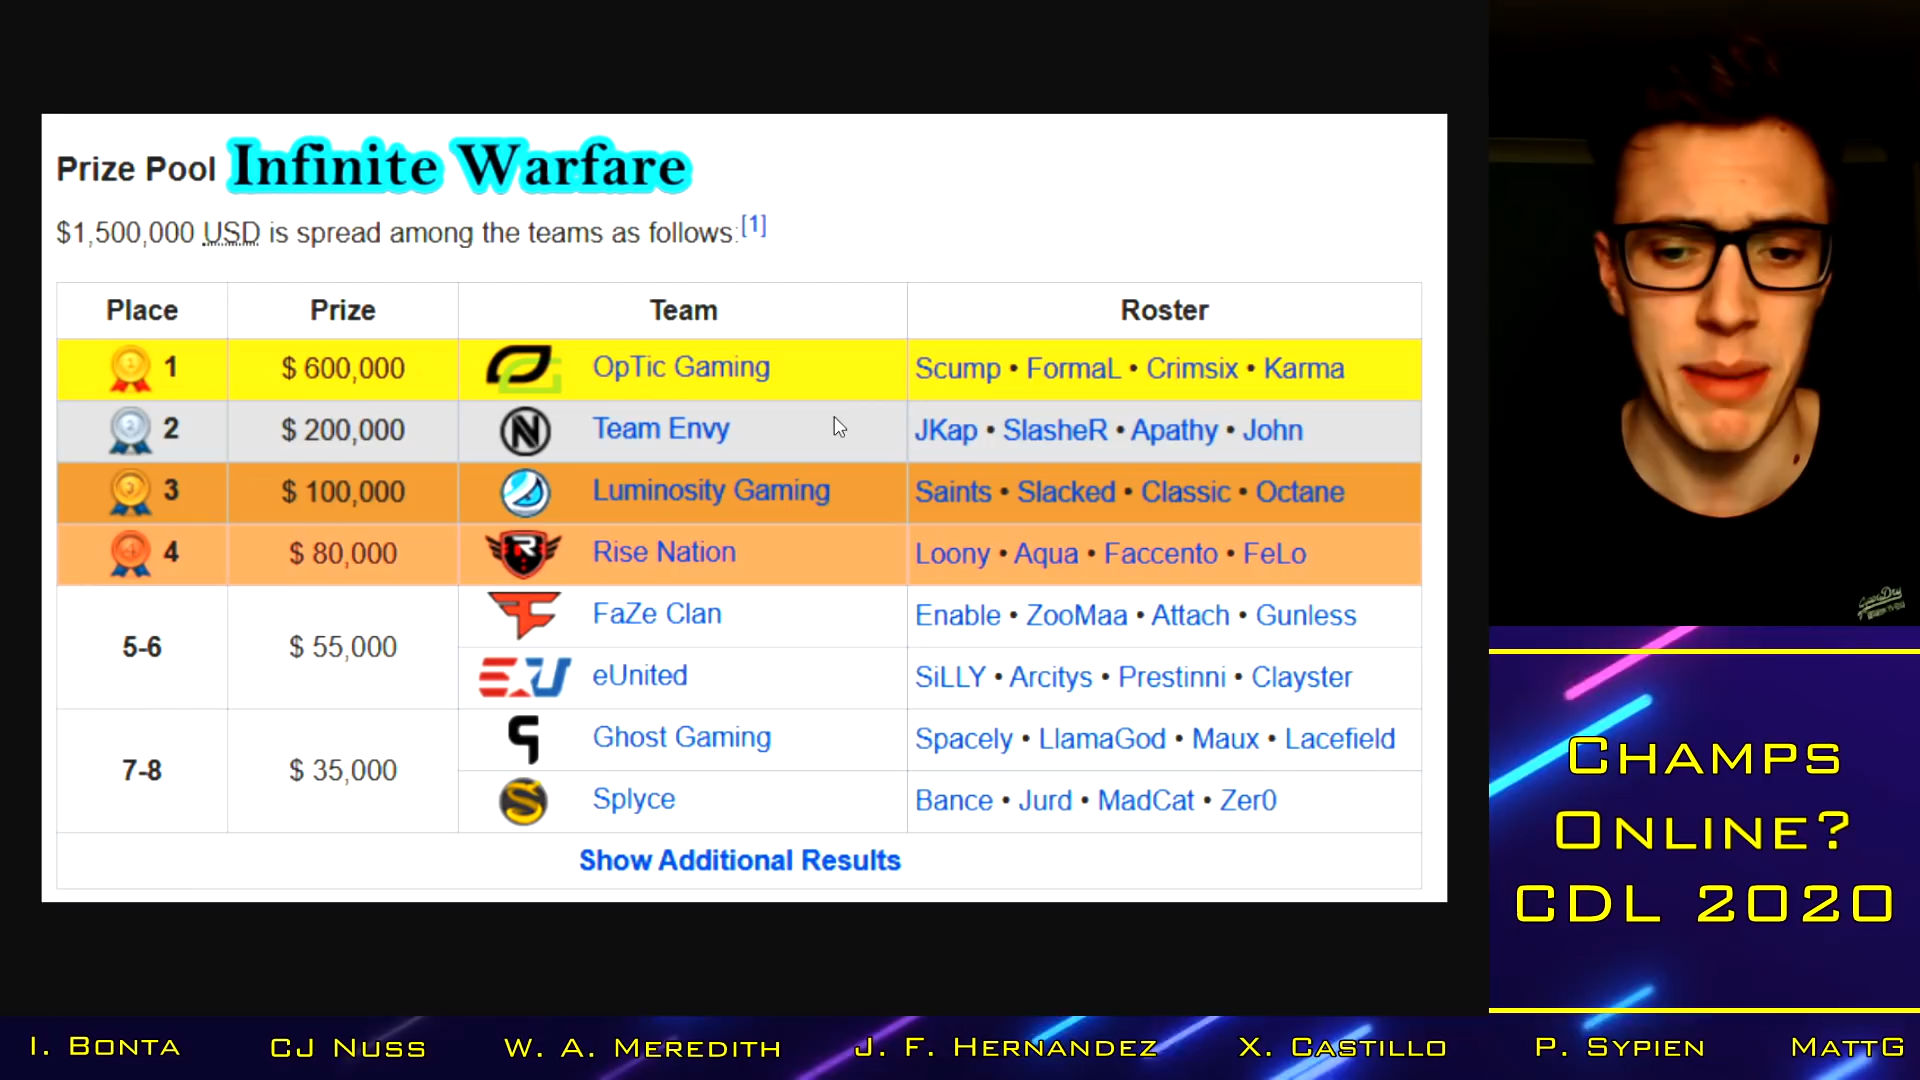 Prize Pool Infinite Warfare
$1,500,000 USD is spread among the teams as follows:[1]
Place Prize Team Roster
1 $ 600,000 OpTic Gaming Scump • FormaL • Crimsix • Karma
2 $ 200,000 Team Envy JKap • SlasheR • Apathy • John
3 $ 100,000 Luminosity Gaming Saints • Slacked • Classic • Octane
4 $ 80,000 Rise Nation Loony • Aqua • Faccento • FeLo
5-6 $ 55,000 FaZe Clan Enable • ZooMaa • Attach • Gunless
eUnited SiLLY • Arcitys • Prestinni • Clayster
7-8 $ 35,000 Ghost Gaming Spacely • LlamaGod • Maux • Lacefield
Splyce Bance • Jurd • MadCat • Zer0
Show Additional Results
Champs
Online?
CDL 2020
I. Bonta CJ Nuss W. A. Meredith J. F. Hernandez X. Castillo P. Sypien MattG